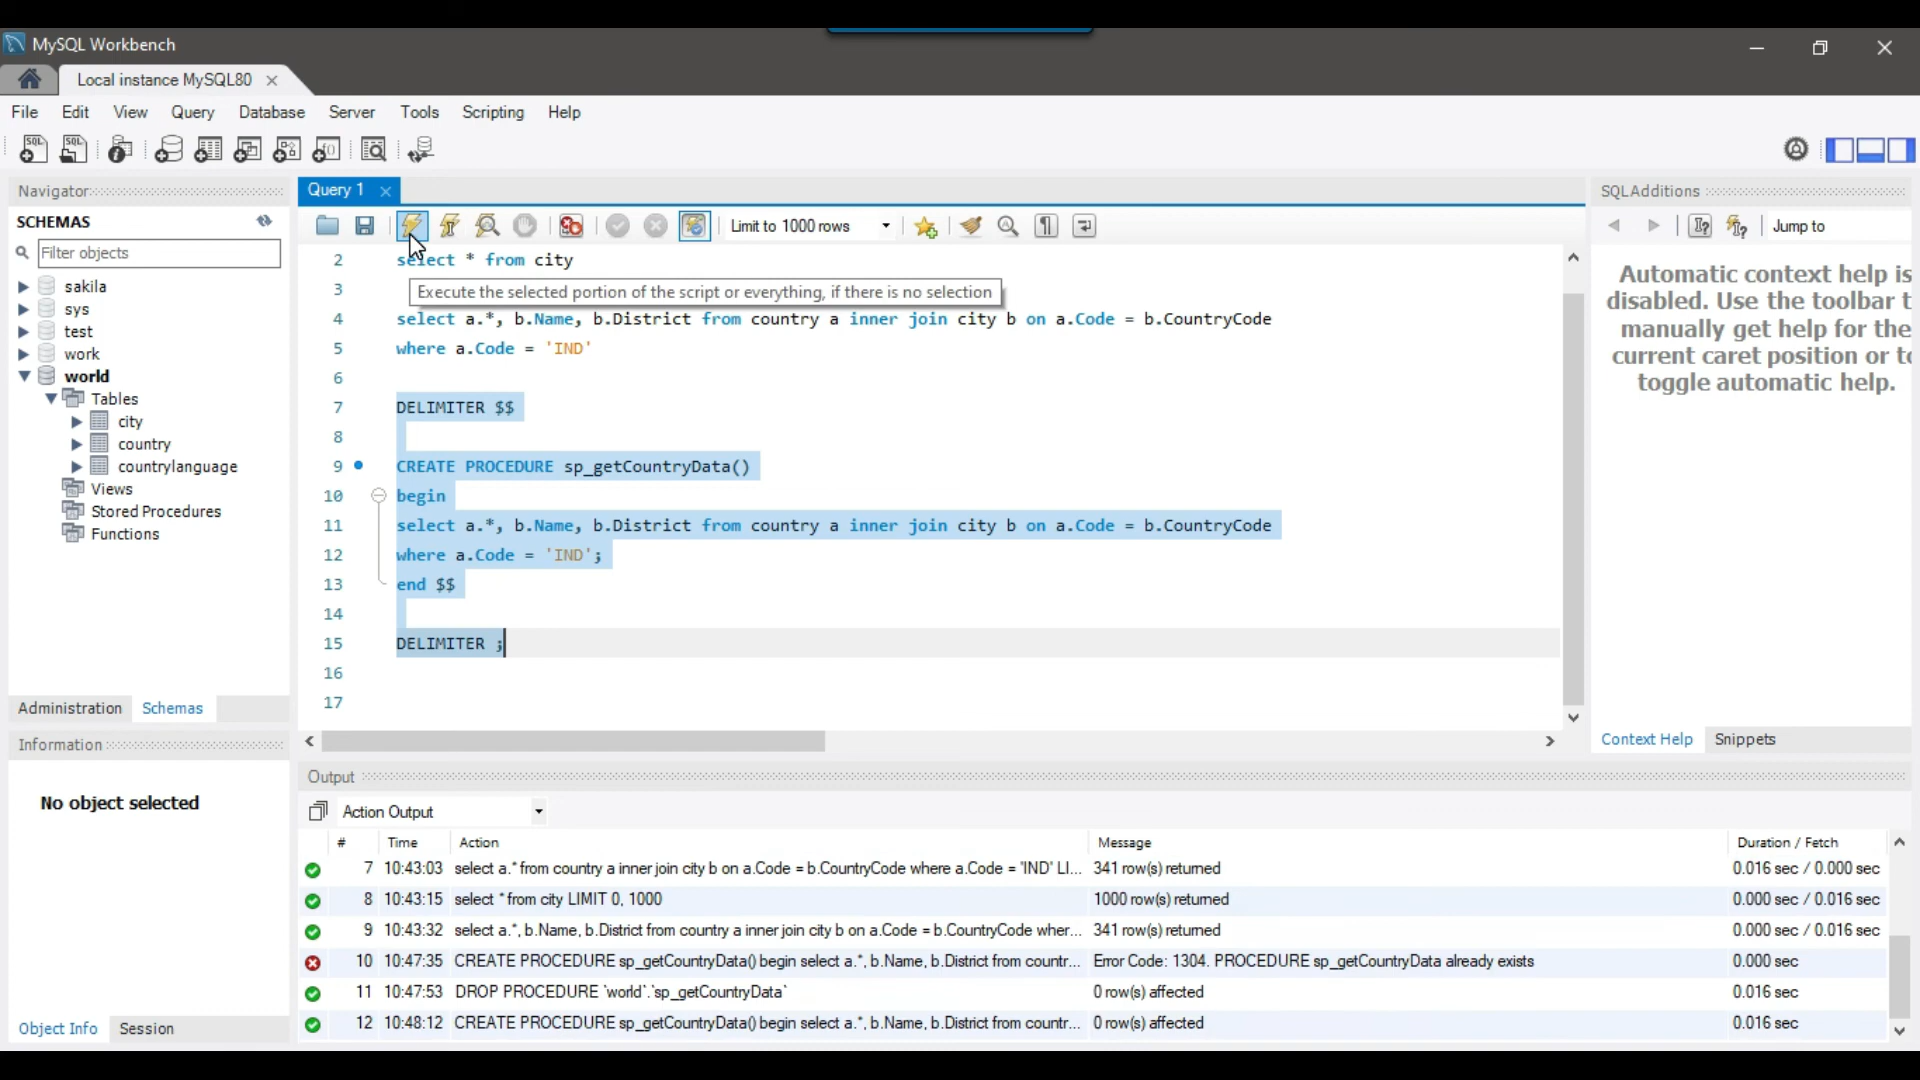 MySQL Workbench
Local instance MySQL80
File Edit View Query Database Server Tools Scripting Help
Navigator
SCHEMAS
Filter objects
sakila
sys
test
work
world
Tables
city
country
countrylanguage
Views
Stored Procedures
Functions
Administration Schemas
Information
No object selected
Object Info Session
Query 1
Limit to 1000 rows
2 select * from city
3
Execute the selected portion of the script or everything, if there is no selection
4 select a.*, b.Name, b.District from country a inner join city b on a.Code = b.CountryCode
5 where a.Code = 'IND'
6
7 DELIMITER $$
8
9 CREATE PROCEDURE sp_getCountryData()
10 begin
11 select a.*, b.Name, b.District from country a inner join city b on a.Code = b.CountryCode
12 where a.Code = 'IND';
13 end $$
14
15 DELIMITER ;
16
17
SQLAdditions
Jump to
Automatic context help is
disabled. Use the toolbar t
manually get help for the
current caret position or to
toggle automatic help.
Context Help Snippets
Output
Action Output
# Time Action Message Duration / Fetch
7 10:43:03 select a.* from country a inner join city b on a.Code = b.CountryCode where a.Code = 'IND' LI... 341 row(s) returned 0.016 sec / 0.000 sec
8 10:43:15 select * from city LIMIT 0, 1000 1000 row(s) returned 0.000 sec / 0.016 sec
9 10:43:32 select a.*, b.Name, b.District from country a inner join city b on a.Code = b.CountryCode wher... 341 row(s) returned 0.000 sec / 0.016 sec
10 10:47:35 CREATE PROCEDURE sp_getCountryData() begin select a.*, b.Name, b.District from countr... Error Code: 1304. PROCEDURE sp_getCountryData already exists 0.000 sec
11 10:47:53 DROP PROCEDURE `world`.`sp_getCountryData` 0 row(s) affected 0.016 sec
12 10:48:12 CREATE PROCEDURE sp_getCountryData() begin select a.*, b.Name, b.District from countr... 0 row(s) affected 0.016 sec